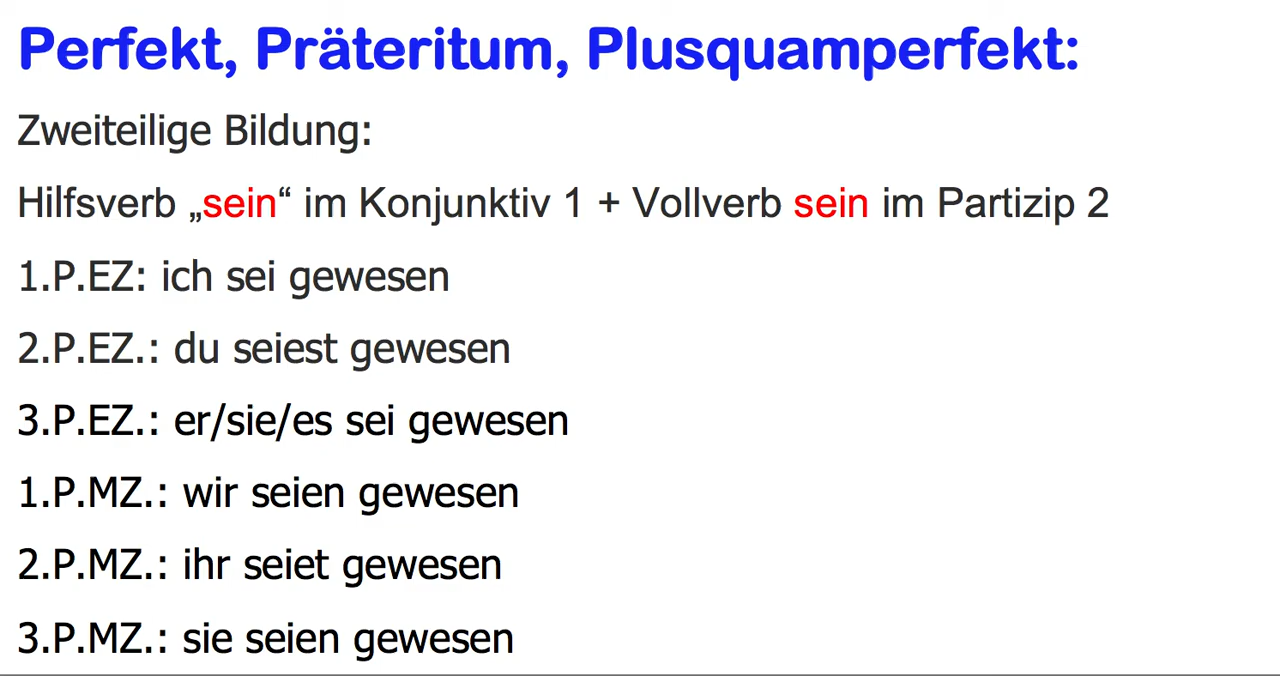 Perfekt, Präteritum, Plusquamperfekt:
Zweiteilige Bildung:
Hilfsverb „sein“ im Konjunktiv 1 + Vollverb sein im Partizip 2
1.P.EZ: ich sei gewesen
2.P.EZ.: du seiest gewesen
3.P.EZ.: er/sie/es sei gewesen
1.P.MZ.: wir seien gewesen
2.P.MZ.: ihr seiet gewesen
3.P.MZ.: sie seien gewesen